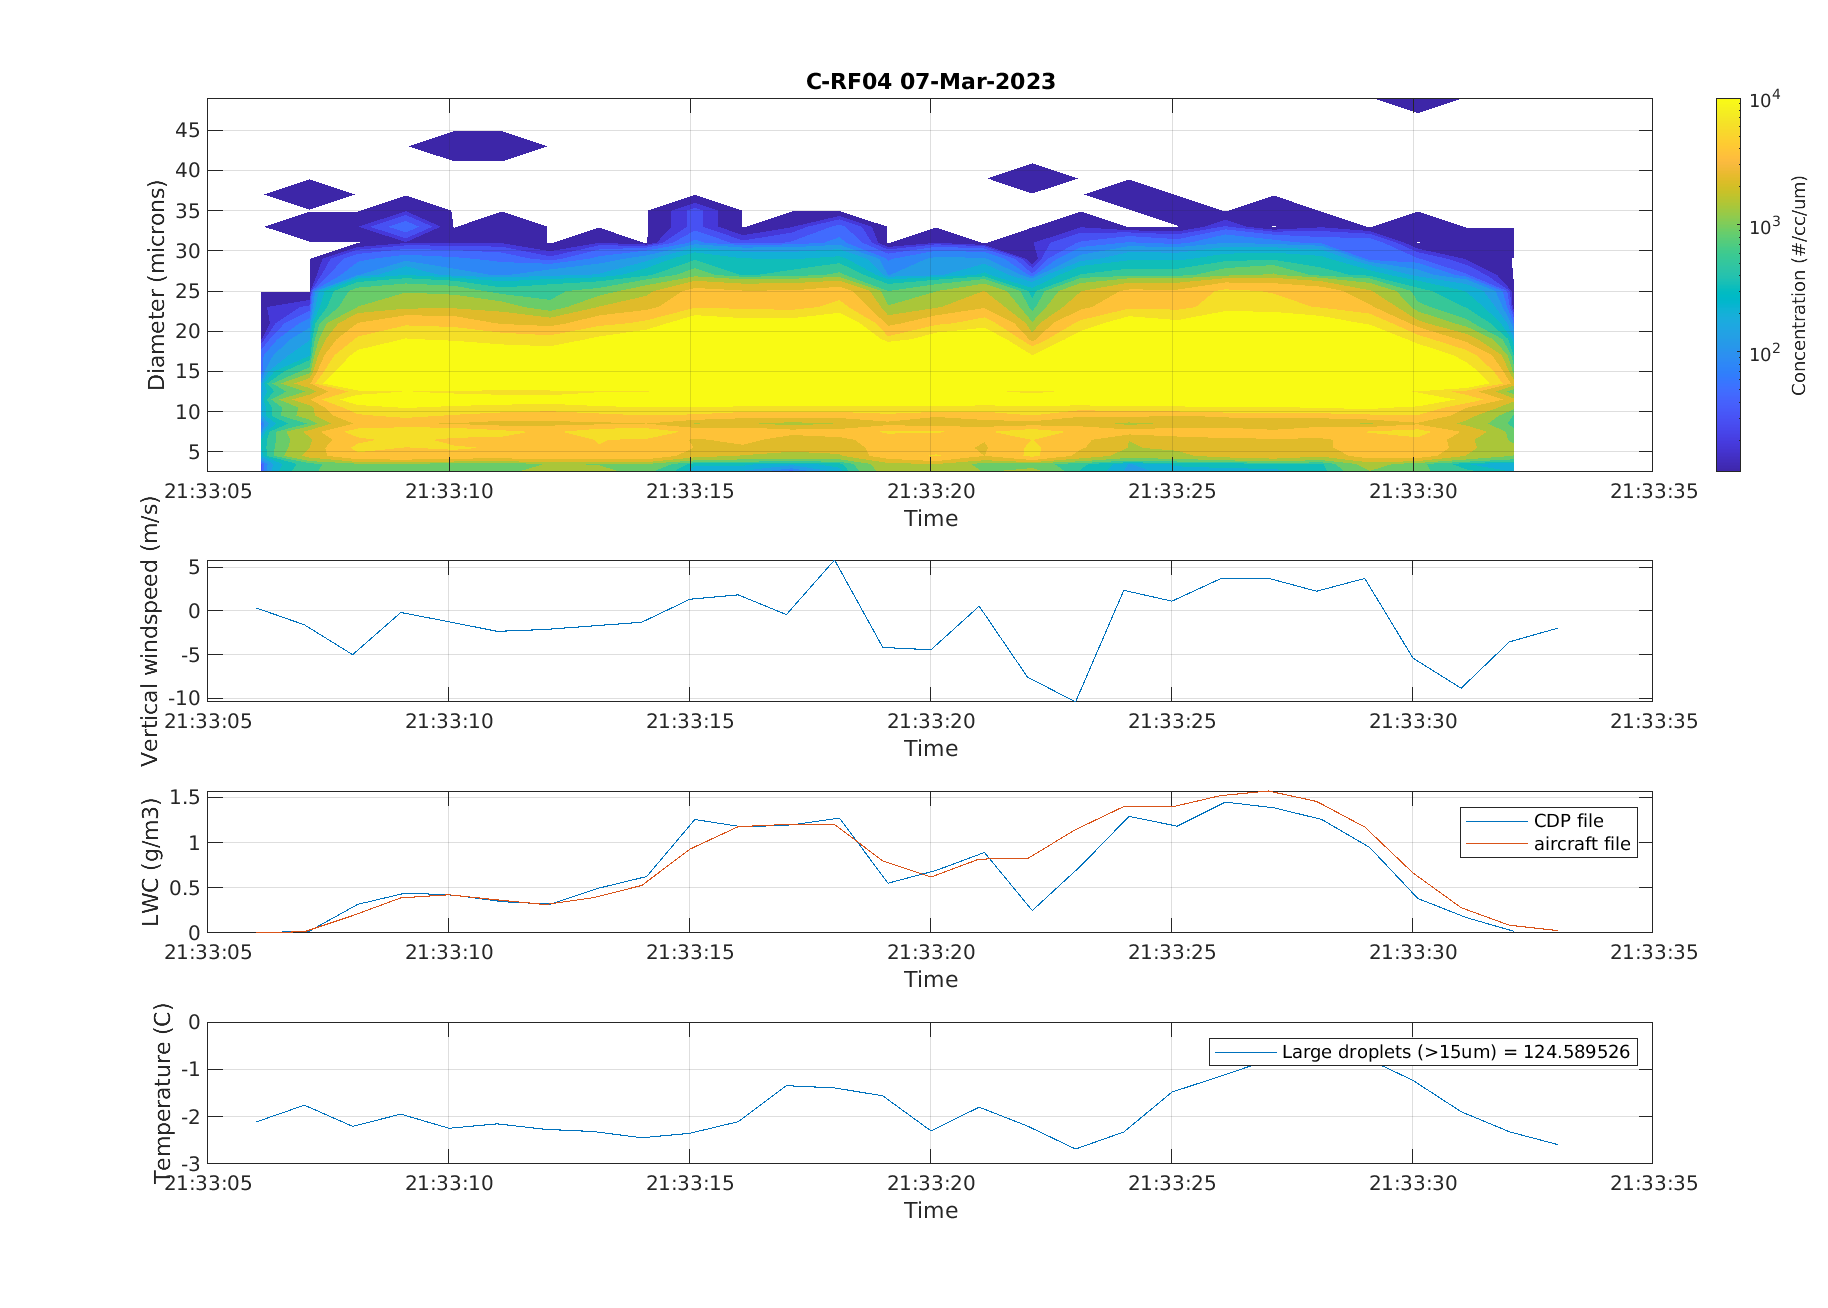 C-RF04 07-Mar-2023
Diameter (microns)
45
40
35
30
25
20
15
10
5
21:33:05 21:33:10 21:33:15 21:33:20 21:33:25 21:33:30 21:33:35
Time
10^4
10^3
10^2
Concentration (#/cc/um)
Vertical windspeed (m/s)
5
0
-5
-10
21:33:05 21:33:10 21:33:15 21:33:20 21:33:25 21:33:30 21:33:35
Time
LWC (g/m3)
1.5
1
0.5
0
CDP file
aircraft file
21:33:05 21:33:10 21:33:15 21:33:20 21:33:25 21:33:30 21:33:35
Time
Temperature (C)
0
-1
-2
-3
Large droplets (>15um) = 124.589526
21:33:05 21:33:10 21:33:15 21:33:20 21:33:25 21:33:30 21:33:35
Time